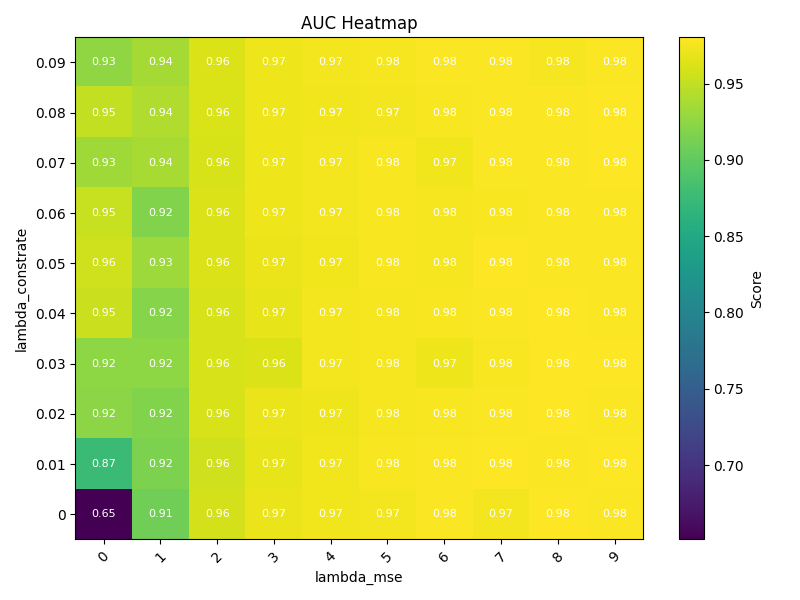 AUC Heatmap
0.09 0.93 0.94 0.96 0.97 0.97 0.98 0.98 0.98 0.98 0.98
0.08 0.95 0.94 0.96 0.97 0.97 0.97 0.98 0.98 0.98 0.98
0.07 0.93 0.94 0.96 0.97 0.97 0.98 0.97 0.98 0.98 0.98
0.06 0.95 0.92 0.96 0.97 0.97 0.98 0.98 0.98 0.98 0.98
0.05 0.96 0.93 0.96 0.97 0.97 0.98 0.98 0.98 0.98 0.98
0.04 0.95 0.92 0.96 0.97 0.97 0.98 0.98 0.98 0.98 0.98
0.03 0.92 0.92 0.96 0.96 0.97 0.98 0.97 0.98 0.98 0.98
0.02 0.92 0.92 0.96 0.97 0.97 0.98 0.98 0.98 0.98 0.98
0.01 0.87 0.92 0.96 0.97 0.97 0.98 0.98 0.98 0.98 0.98
0 0.65 0.91 0.96 0.97 0.97 0.97 0.98 0.97 0.98 0.98
0 1 2 3 4 5 6 7 8 9
lambda_mse
lambda_constrate
0.95
0.90
0.85
0.80
0.75
0.70
Score